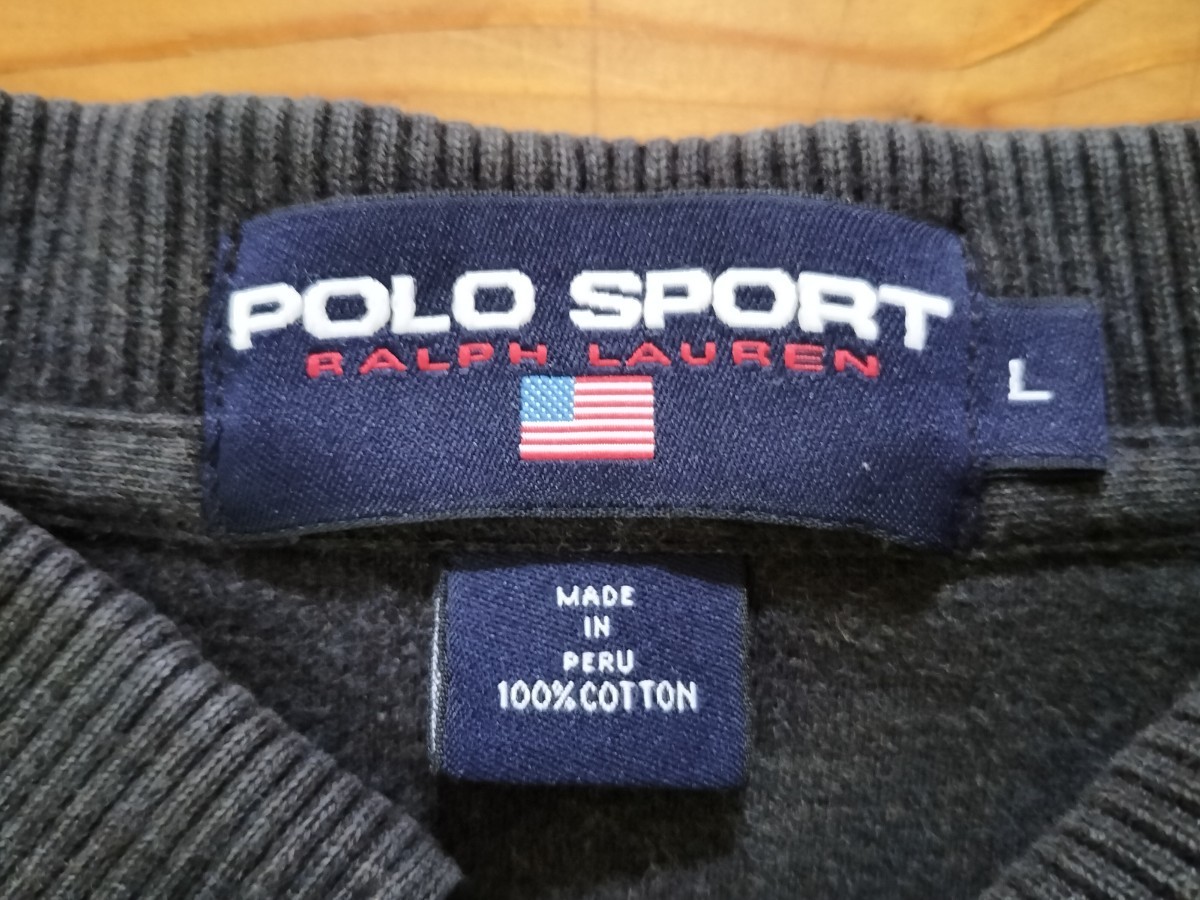 POLO SPORT
RALPH LAUREN
L
MADE
IN
PERU
100% COTTON